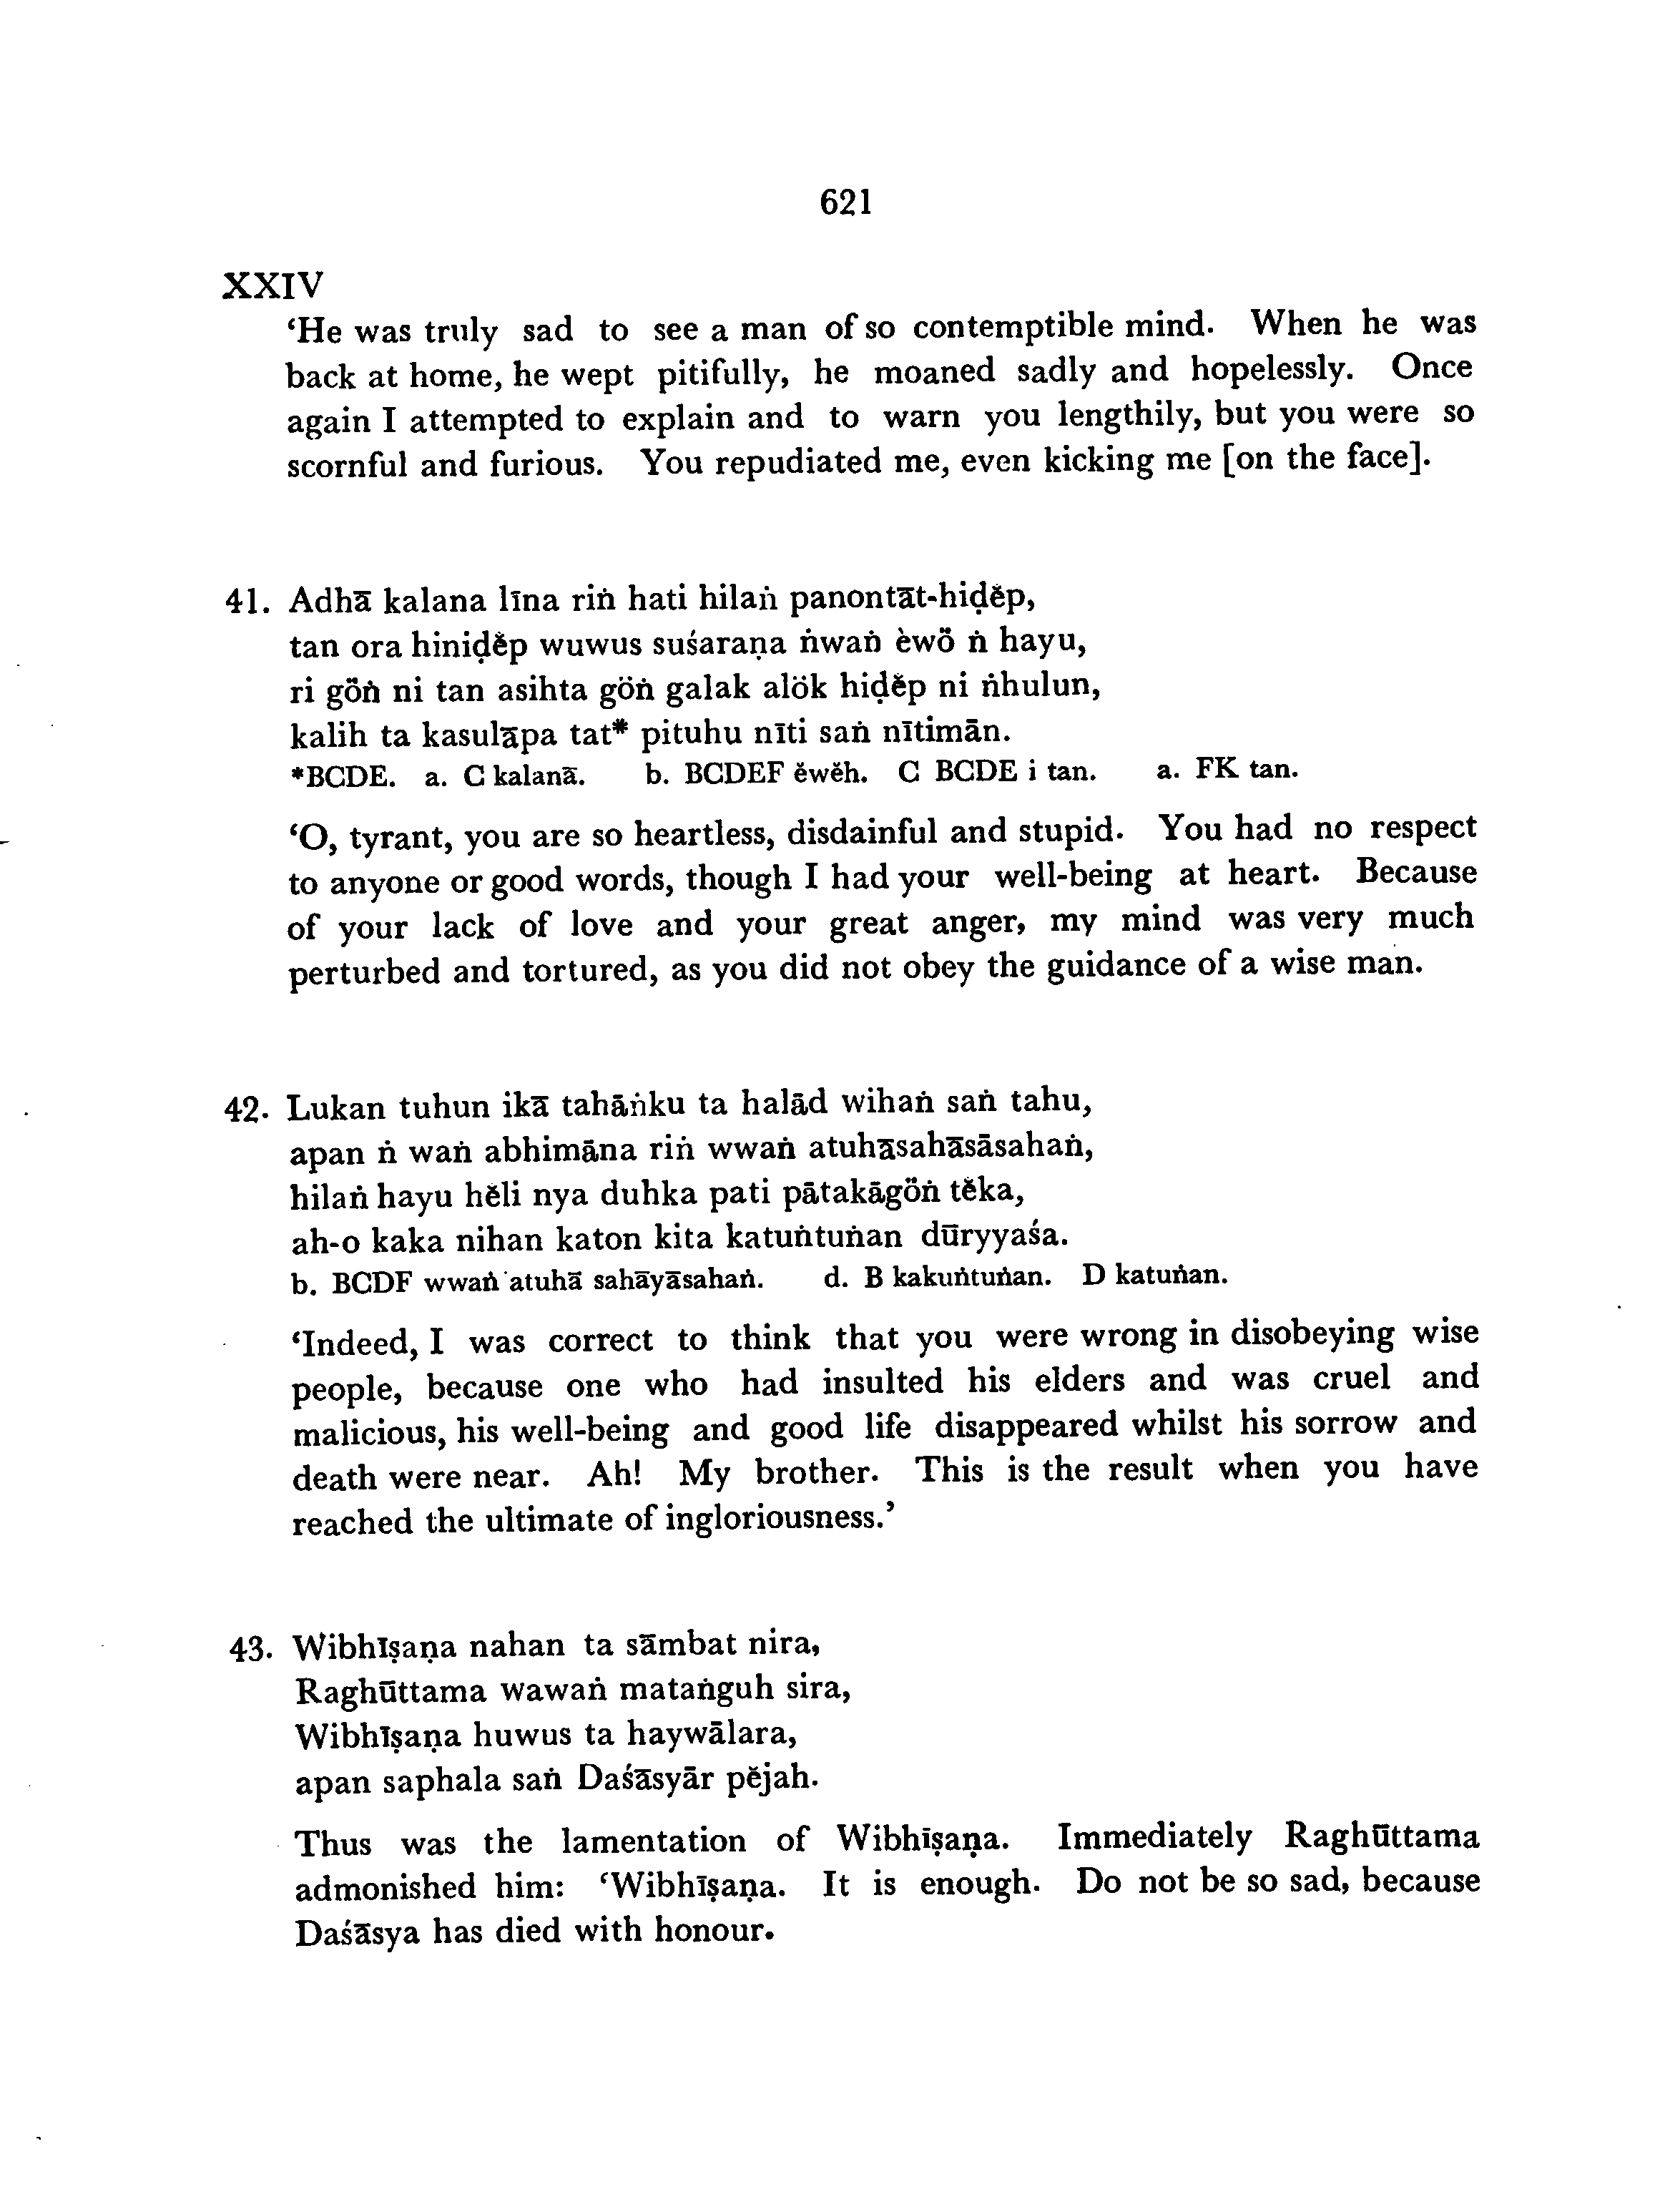 621
XXIV
‘He was truly sad to see a man of so contemptible mind. When he was
back at home, he wept pitifully, he moaned sadly and hopelessly. Once
again I attempted to explain and to warn you lengthily, but you were so
scornful and furious. You repudiated me, even kicking me [on the face].
41. Adhā kalana līna riṅ hati hilaṅ panontāt-hiḍĕp,
tan ora hiniḍĕp wuwus suśaraṇa ṅwaṅ èwö ṅ hayu,
ri göṅ ni tan asihta göṅ galak alök hiḍĕp ni ṅhulun,
kalih ta kasulāpa tat* pituhu nīti saṅ nītimān.
*BCDE. a. C kalanā. b. BCDEF ĕwĕh. C BCDE i tan. a. FK tan.
‘O, tyrant, you are so heartless, disdainful and stupid. You had no respect
to anyone or good words, though I had your well-being at heart. Because
of your lack of love and your great anger, my mind was very much
perturbed and tortured, as you did not obey the guidance of a wise man.
42. Lukan tuhun ikā tahāṅku ta halād wihaṅ saṅ tahu,
apan ṅ waṅ abhimāna riṅ wwaṅ atuhāsahāsāsahaṅ,
hilaṅ hayu hĕli nya duhka pati pātakāgöṅ tĕka,
ah-o kaka nihan katon kita katuṅtuṅan dūryyaśa.
b. BCDF wwaṅ atuhā sahāyāsahaṅ. d. B kakuṅtuṅan. D katuṅan.
‘Indeed, I was correct to think that you were wrong in disobeying wise
people, because one who had insulted his elders and was cruel and
malicious, his well-being and good life disappeared whilst his sorrow and
death were near. Ah! My brother. This is the result when you have
reached the ultimate of ingloriousness.’
43. Wibhīṣaṇa nahan ta sāmbat nira,
Raghūttama wawaṅ mataṅguh sira,
Wibhīṣaṇa huwus ta haywālara,
apan saphala saṅ Daśāsyār pĕjah.
Thus was the lamentation of Wibhīṣaṇa. Immediately Raghūttama
admonished him: ‘Wibhīṣaṇa. It is enough. Do not be so sad, because
Daśāsya has died with honour.